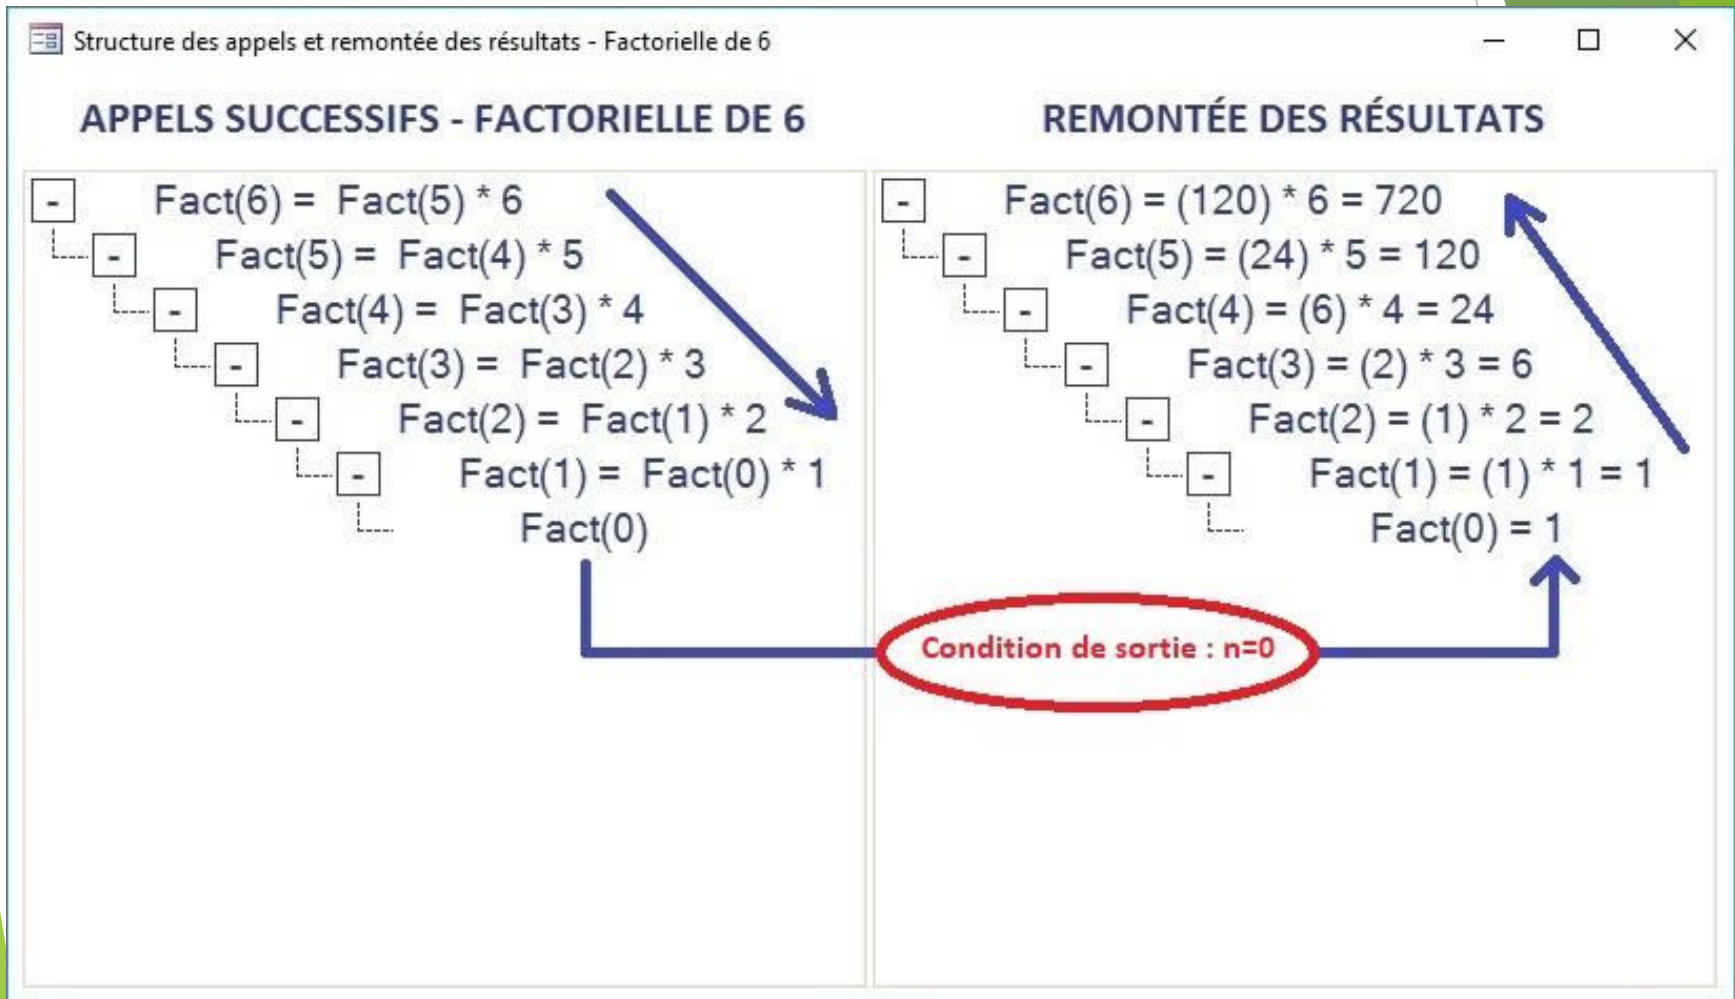 Structure des appels et remontée des résultats - Factorielle de 6
APPELS SUCCESSIFS - FACTORIELLE DE 6
Fact(6) = Fact(5) * 6
Fact(5) = Fact(4) * 5
Fact(4) = Fact(3) * 4
Fact(3) = Fact(2) * 3
Fact(2) = Fact(1) * 2
Fact(1) = Fact(0) * 1
Fact(0)
REMONTÉE DES RÉSULTATS
Fact(6) = (120) * 6 = 720
Fact(5) = (24) * 5 = 120
Fact(4) = (6) * 4 = 24
Fact(3) = (2) * 3 = 6
Fact(2) = (1) * 2 = 2
Fact(1) = (1) * 1 = 1
Fact(0) = 1
Condition de sortie : n=0